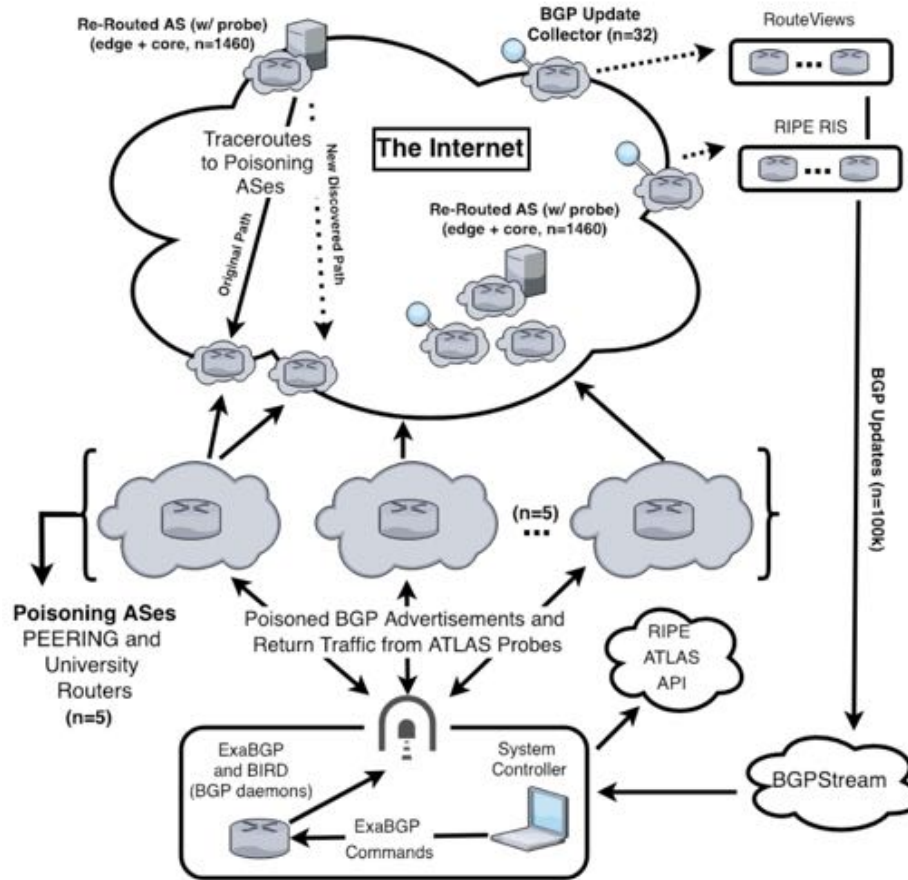 Re-Routed AS (w/ probe)
(edge + core, n=1460)
BGP Update
Collector (n=32)
RouteViews
RIPE RIS
The Internet
Traceroutes
to Poisoning
ASes
Original Path
New Discovered Path
Re-Routed AS (w/ probe)
(edge + core, n=1460)
BGP Updates (n=100k)
(n=5)
Poisoning ASes
PEERING and
University
Routers
(n=5)
Poisoned BGP Advertisements and
Return Traffic from ATLAS Probes
RIPE
ATLAS
API
ExaBGP
and BIRD
(BGP daemons)
System
Controller
ExaBGP
Commands
BGPStream